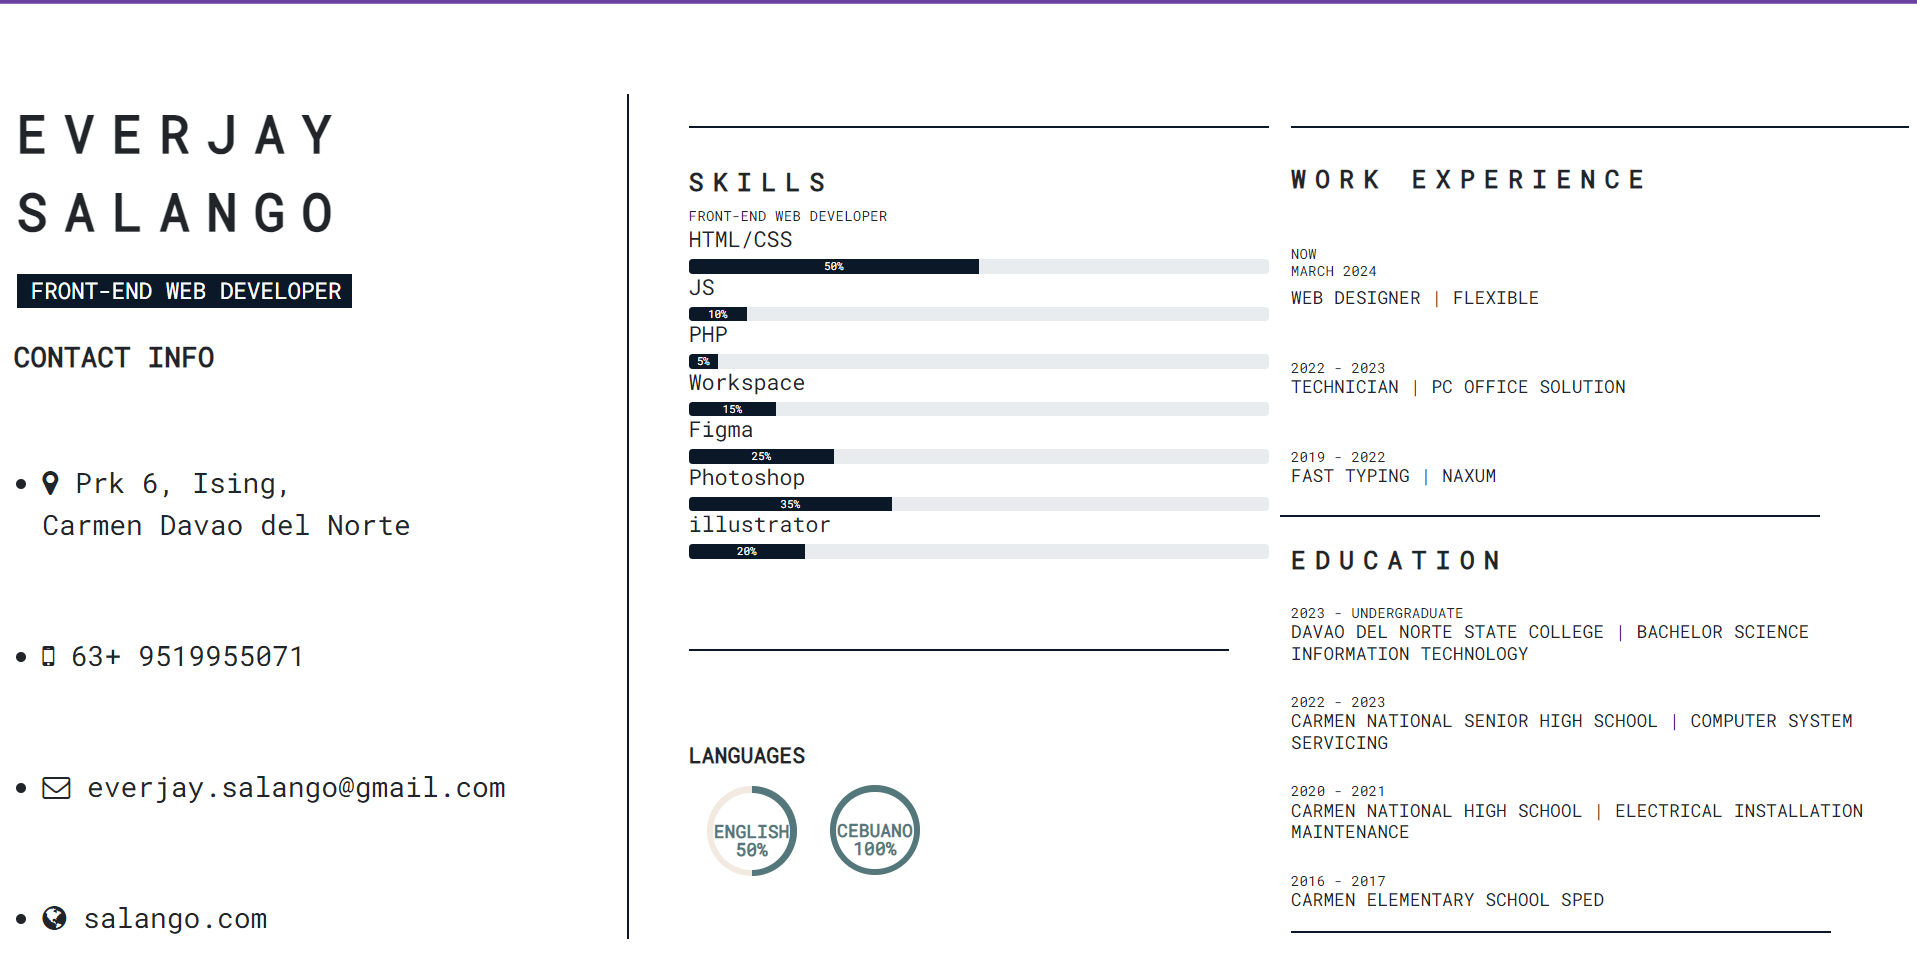 EVERJAY
SALANGO
FRONT-END WEB DEVELOPER
CONTACT INFO
Prk 6, Ising,
Carmen Davao del Norte
63+ 9519955071
everjay.salango@gmail.com
salango.com
SKILLS
FRONT-END WEB DEVELOPER
HTML/CSS
50%
JS
10%
PHP
5%
Workspace
15%
Figma
25%
Photoshop
35%
illustrator
20%
LANGUAGES
ENGLISH
50%
CEBUANO
100%
WORK EXPERIENCE
NOW
MARCH 2024
WEB DESIGNER | FLEXIBLE
2022 - 2023
TECHNICIAN | PC OFFICE SOLUTION
2019 - 2022
FAST TYPING | NAXUM
EDUCATION
2023 - UNDERGRADUATE
DAVAO DEL NORTE STATE COLLEGE | BACHELOR SCIENCE
INFORMATION TECHNOLOGY
2022 - 2023
CARMEN NATIONAL SENIOR HIGH SCHOOL | COMPUTER SYSTEM
SERVICING
2020 - 2021
CARMEN NATIONAL HIGH SCHOOL | ELECTRICAL INSTALLATION
MAINTENANCE
2016 - 2017
CARMEN ELEMENTARY SCHOOL SPED